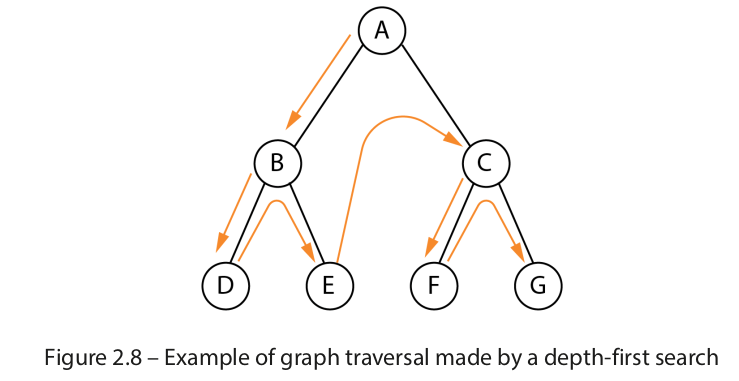 A
B
C
D
E
F
G
Figure 2.8 – Example of graph traversal made by a depth-first search